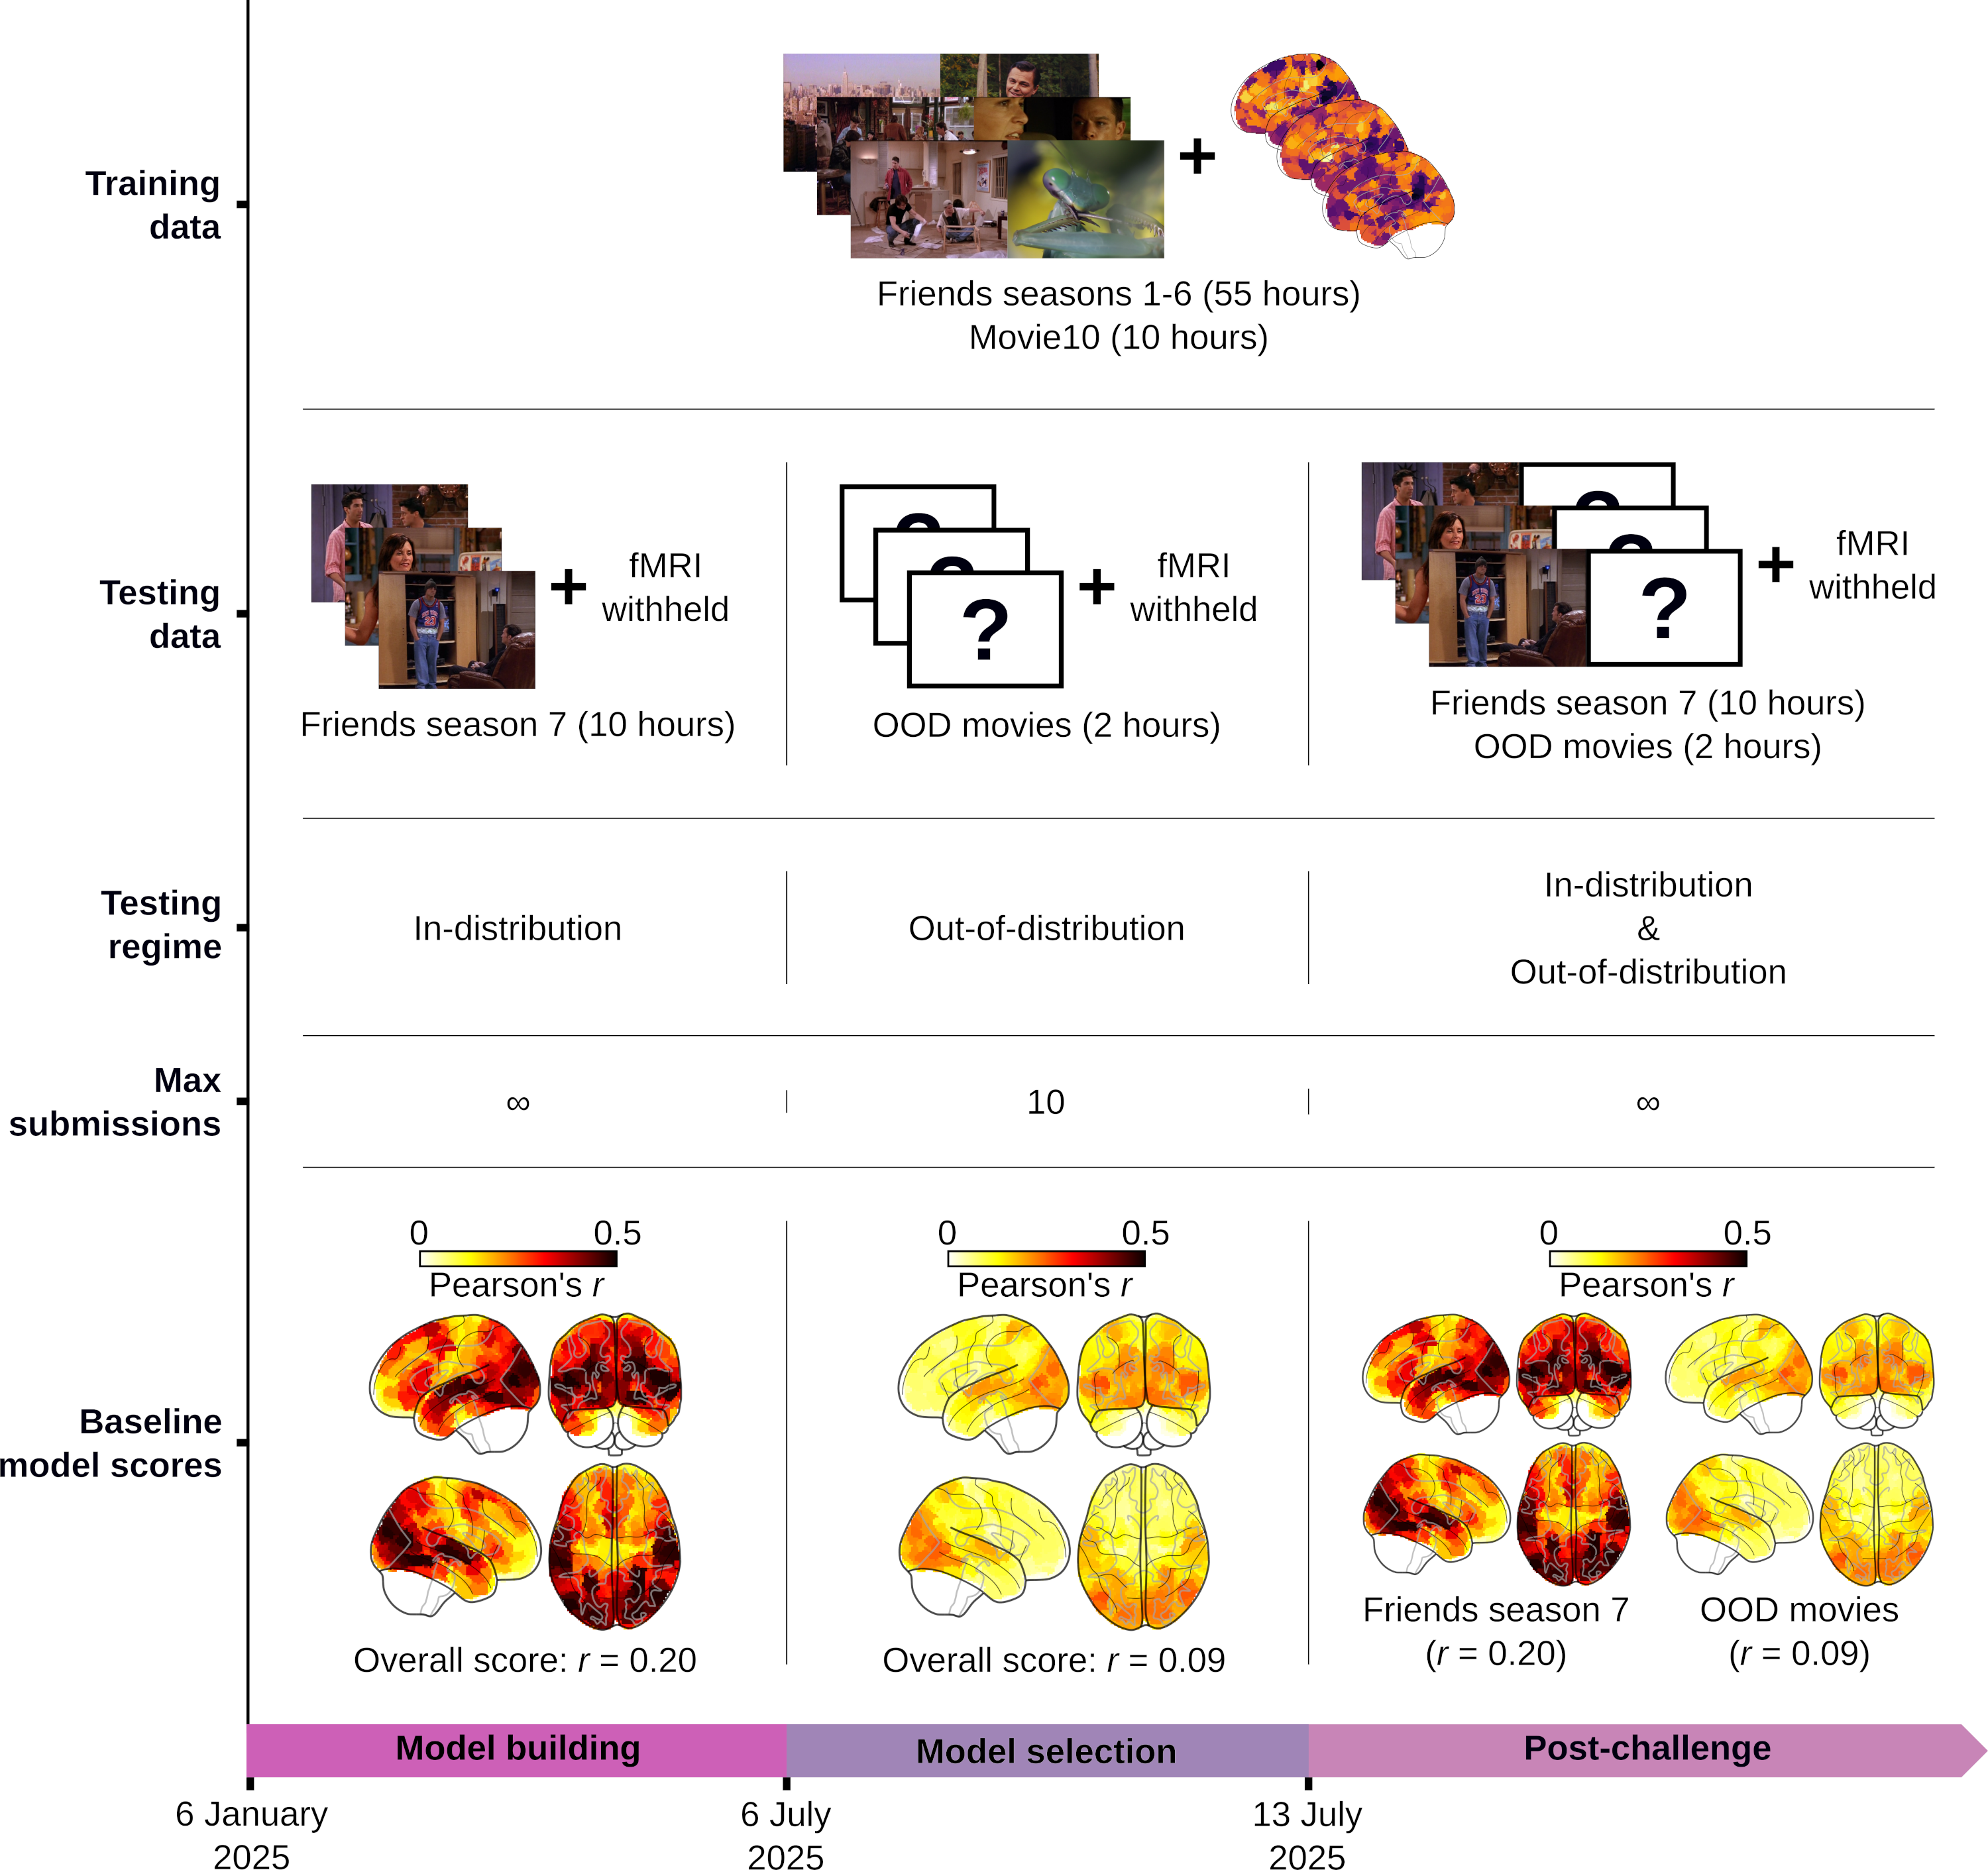 Training
data
+
Friends seasons 1-6 (55 hours)
Movie10 (10 hours)
Testing
data
+
fMRI
withheld
Friends season 7 (10 hours)
?
?
?
+
fMRI
withheld
OOD movies (2 hours)
?
?
?
+
fMRI
withheld
Friends season 7 (10 hours)
OOD movies (2 hours)
Testing
regime
In-distribution
Out-of-distribution
In-distribution
&
Out-of-distribution
Max
submissions
∞
10
∞
Baseline
model scores
0 0.5
Pearson's r
Overall score: r = 0.20
0 0.5
Pearson's r
Overall score: r = 0.09
0 0.5
Pearson's r
Friends season 7
(r = 0.20)
OOD movies
(r = 0.09)
Model building
Model selection
Post-challenge
6 January
2025
6 July
2025
13 July
2025